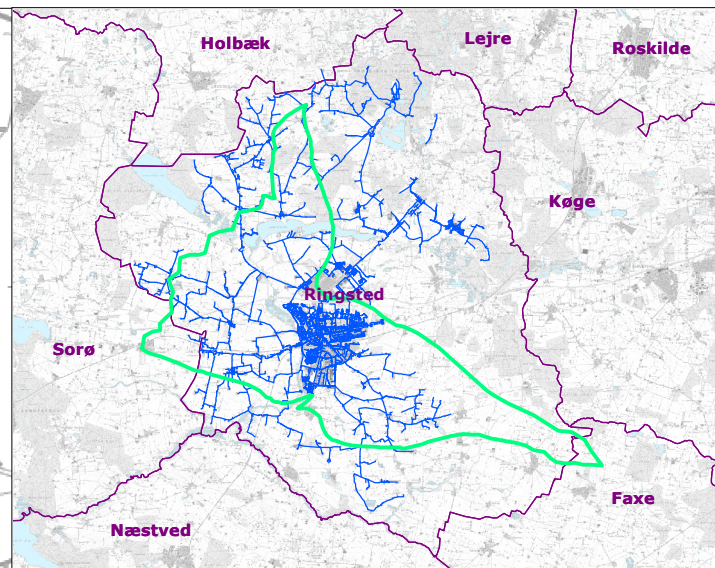 Lejre
Holbæk
Roskilde
Køge
Ringsted
Sorø
Faxe
Næstved